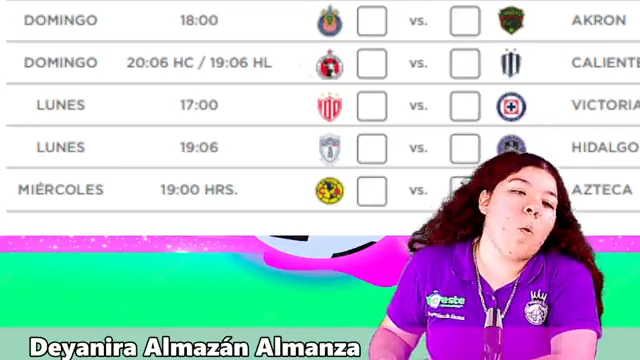 DOMINGO 18:00 vs. AKRON
DOMINGO 20:06 HC / 19:06 HL vs. CALIENTE
LUNES 17:00 vs. VICTORIA
LUNES 19:06 vs. HIDALGO
MIÉRCOLES 19:00 HRS. vs. AZTECA
Deyanira Almazán Almanza